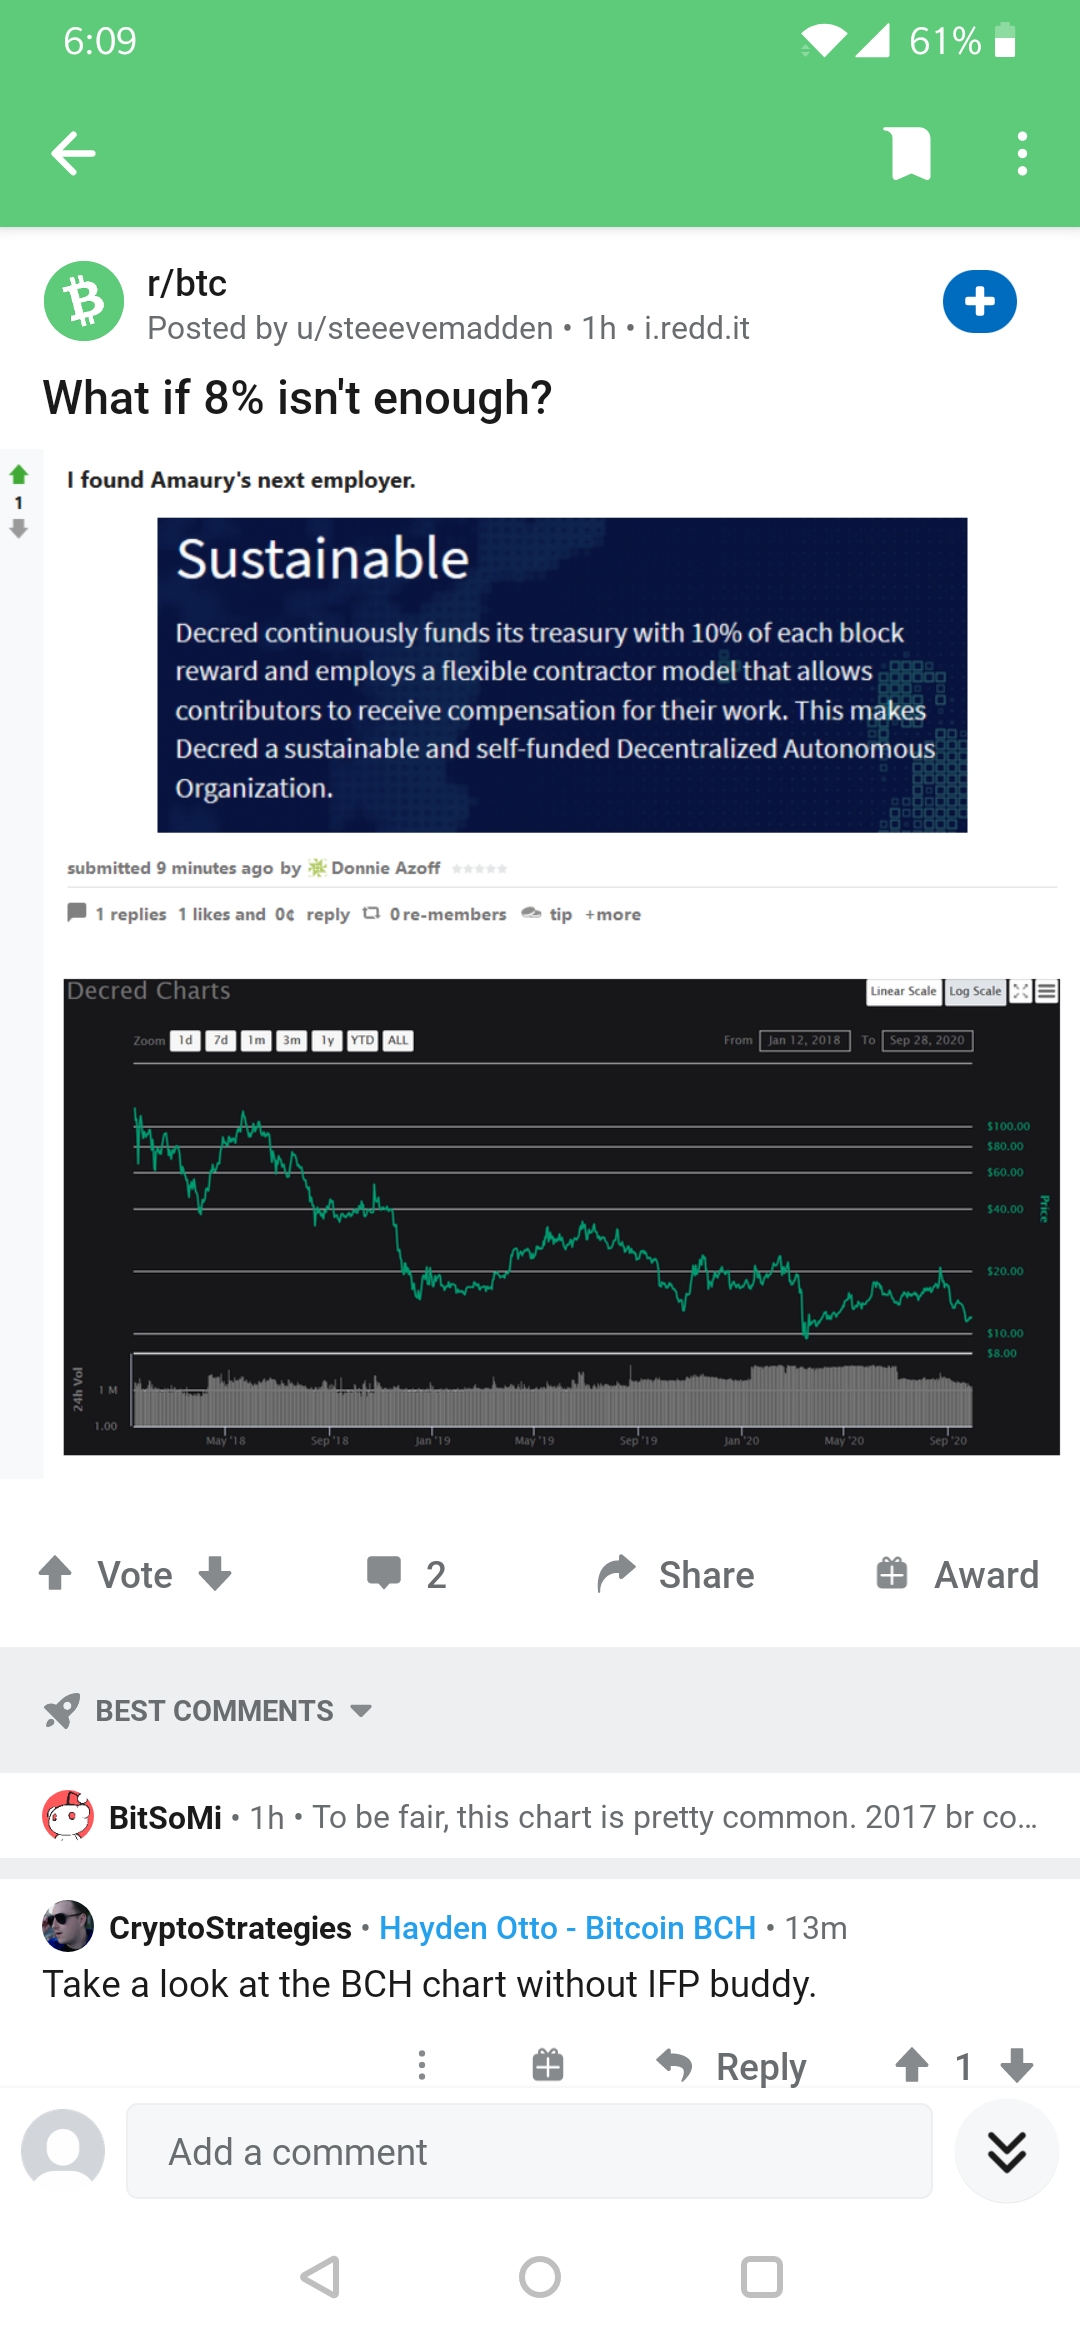 6:09
61%
r/btc
Posted by u/steeevemadden • 1h • i.redd.it
What if 8% isn't enough?
1
I found Amaury's next employer.
Sustainable
Decred continuously funds its treasury with 10% of each block
reward and employs a flexible contractor model that allows
contributors to receive compensation for their work. This makes
Decred a sustainable and self-funded Decentralized Autonomous
Organization.
submitted 9 minutes ago by Donnie Azoff
1 replies 1 likes and 0¢ reply 0 re-members tip +more
Decred Charts
Linear Scale Log Scale
Zoom 1d 7d 1m 3m 1y YTD ALL From Jan 12, 2018 To Sep 28, 2020
$100.00
$80.00
$60.00
$40.00
Price
$20.00
$10.00
$8.00
24h Vol
1 M
1.00
May '18 Sep '18 Jan '19 May '19 Sep '19 Jan '20 May '20 Sep '20
Vote 2 Share Award
BEST COMMENTS
BitSoMi • 1h • To be fair, this chart is pretty common. 2017 br co...
CryptoStrategies • Hayden Otto - Bitcoin BCH • 13m
Take a look at the BCH chart without IFP buddy.
Reply 1
Add a comment